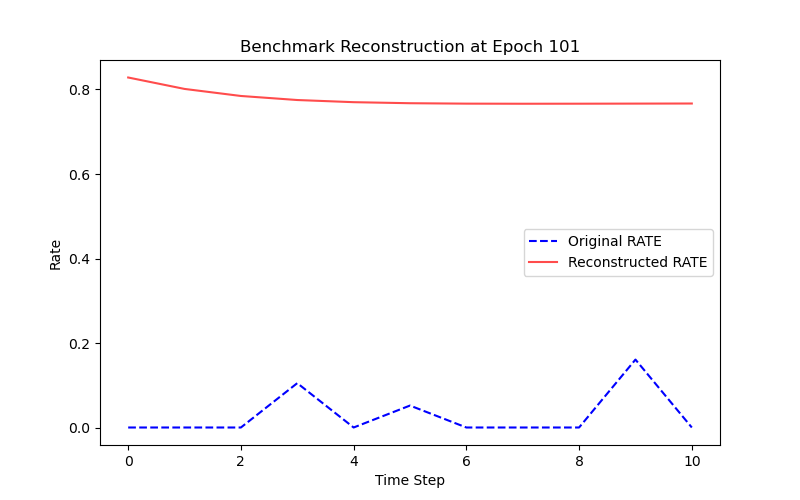 Benchmark Reconstruction at Epoch 101
0.8
0.6
0.4
0.2
0.0
Rate
Original RATE
Reconstructed RATE
0 2 4 6 8 10
Time Step